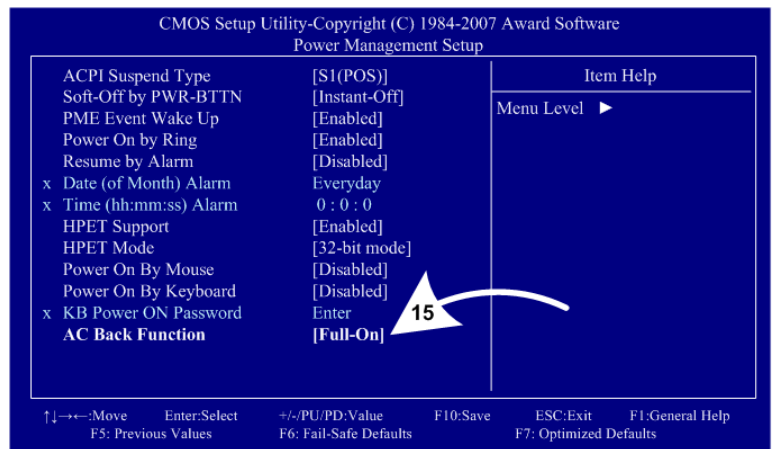 CMOS Setup Utility-Copyright (C) 1984-2007 Award Software
Power Management Setup
ACPI Suspend Type [S1(POS)] Item Help
Soft-Off by PWR-BTTN [Instant-Off]
Menu Level ►
PME Event Wake Up [Enabled]
Power On by Ring [Enabled]
Resume by Alarm [Disabled]
x Date (of Month) Alarm Everyday
x Time (hh:mm:ss) Alarm 0 : 0 : 0
HPET Support [Enabled]
HPET Mode [32-bit mode]
Power On By Mouse [Disabled]
Power On By Keyboard [Disabled]
x KB Power ON Password Enter
15
AC Back Function [Full-On]
↑↓→←:Move Enter:Select +/-/PU/PD:Value F10:Save ESC:Exit F1:General Help
F5: Previous Values F6: Fail-Safe Defaults F7: Optimized Defaults